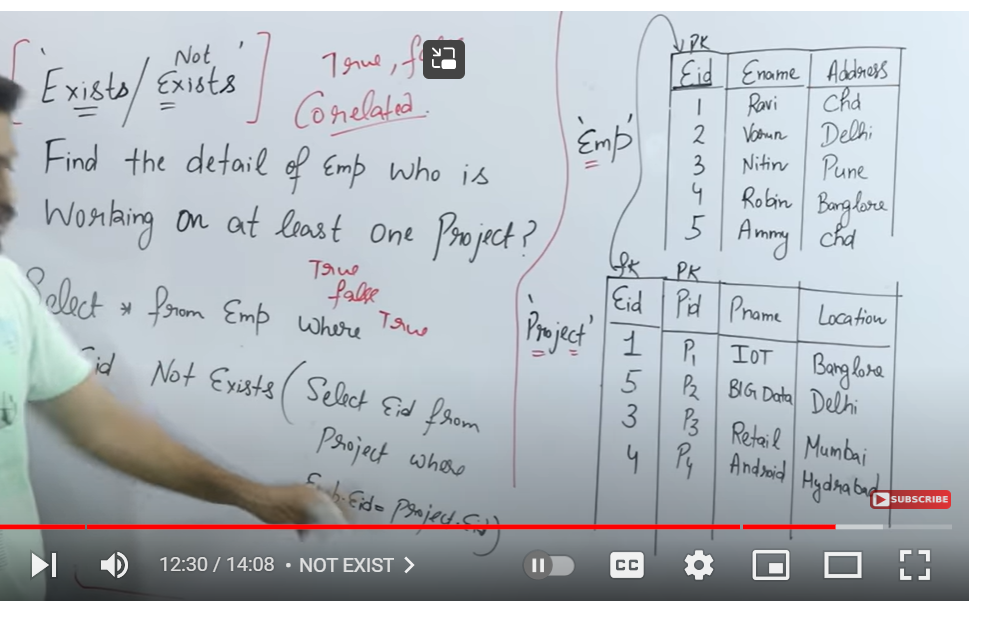 'Exists/Not Exists'
True,
Corelated.
Find the detail of Emp who is
Working on at least one Project?
True
false
Select * from Emp where True
Eid Not Exists (Select Eid from
Project where
Emp.Eid= Project.Eid)
'Emp'
PK
Eid Ename Address
1 Ravi Chd
2 Varun Delhi
3 Nitin Pune
4 Robin Banglore
5 Ammy Chd
'Project'
fk PK
Eid Pid Pname Location
1 P1 IOT Banglore
5 P2 BIG Data Delhi
3 P3 Retail Mumbai
4 P4 Android Hydrabad
SUBSCRIBE
12:30 / 14:08 • NOT EXIST
CC